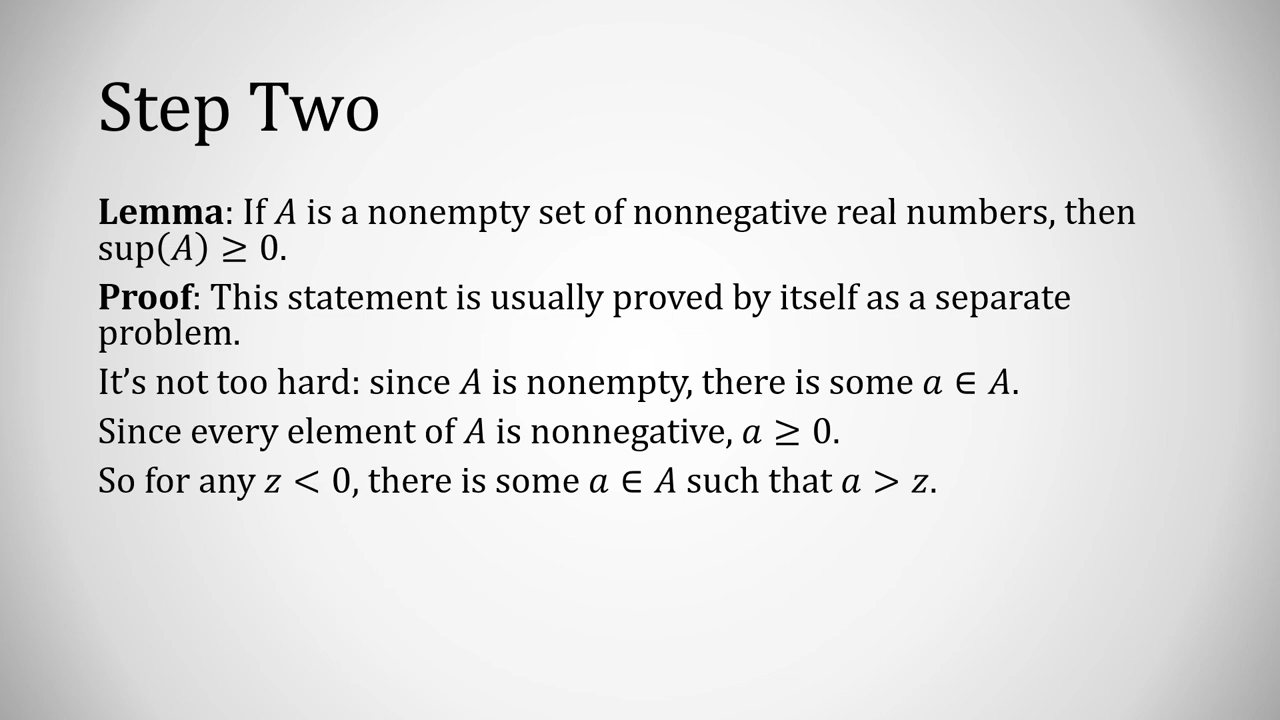 Step Two
Lemma: If A is a nonempty set of nonnegative real numbers, then
sup(A) ≥ 0.
Proof: This statement is usually proved by itself as a separate
problem.
It’s not too hard: since A is nonempty, there is some a ∈ A.
Since every element of A is nonnegative, a ≥ 0.
So for any z < 0, there is some a ∈ A such that a > z.